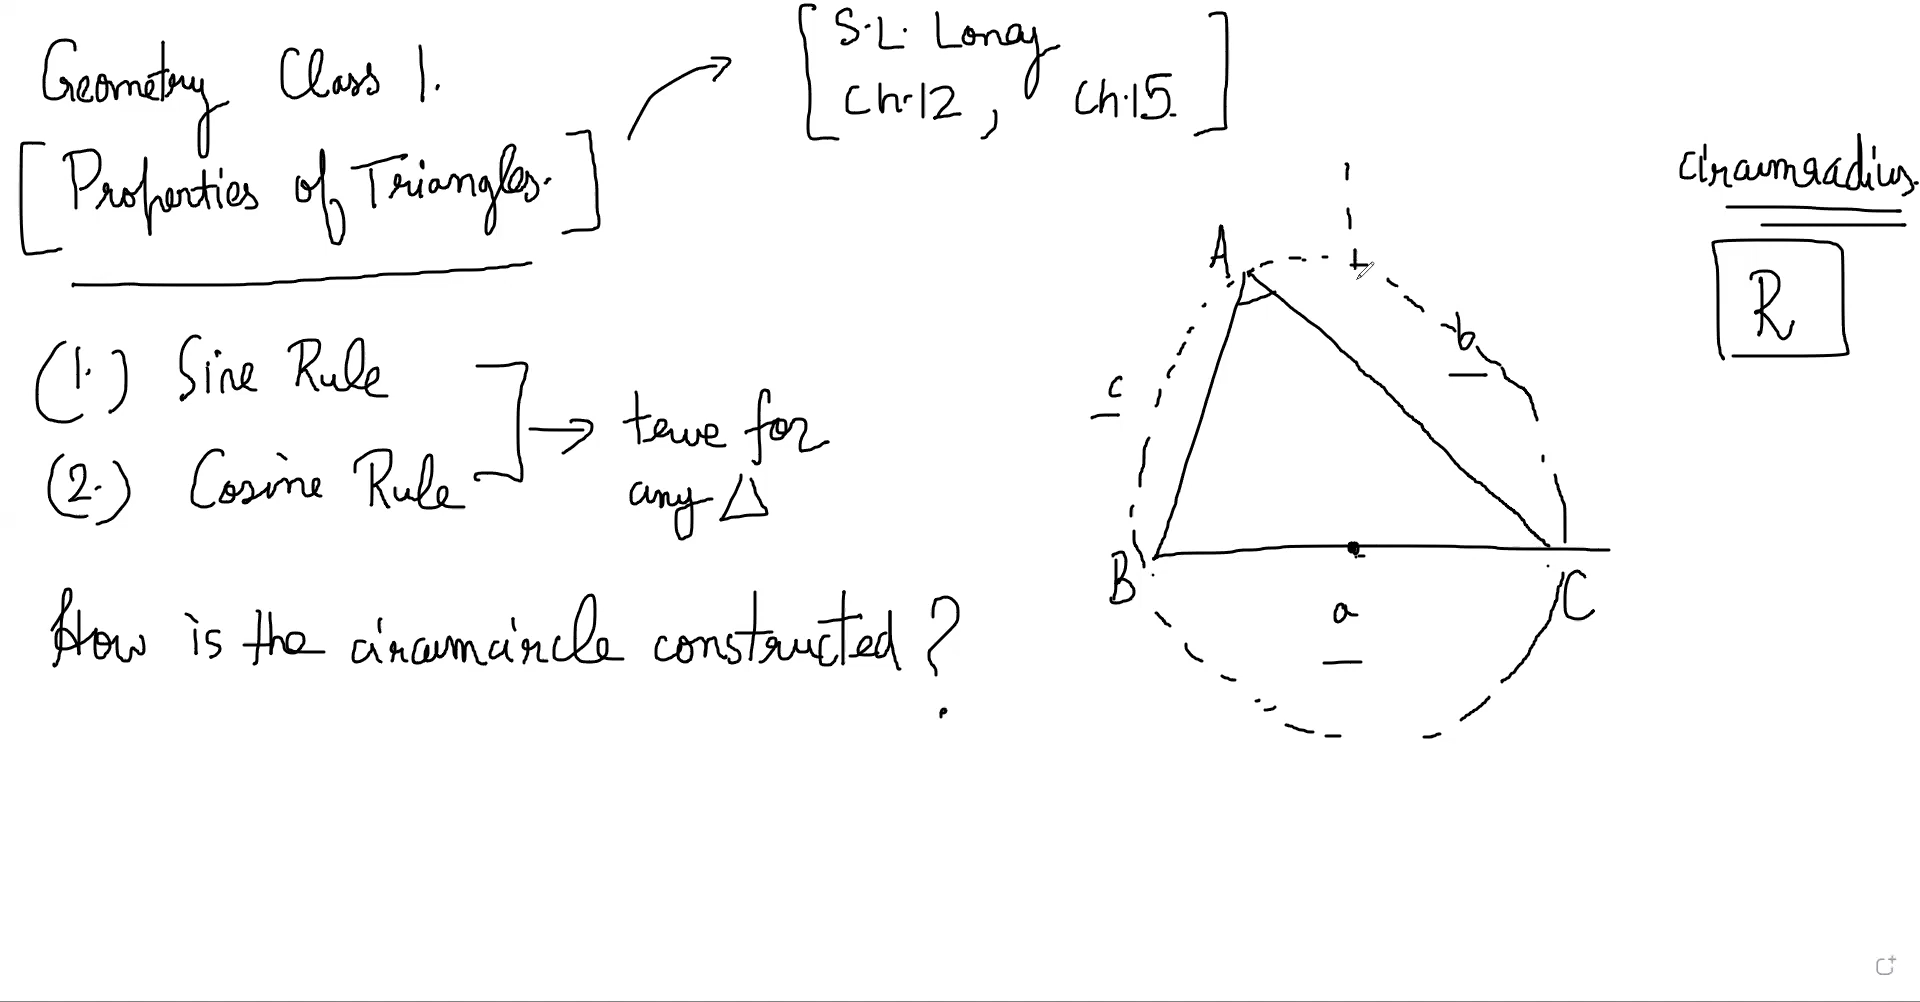 Geometry Class 1.
[Properties of Triangles.]
[S.L. Loney
Ch.12, Ch.15]
(1.) Sine Rule
(2.) Cosine Rule
true for
any △
How is the circumcircle constructed?
A
b
c
B
a
C
circumradius.
R